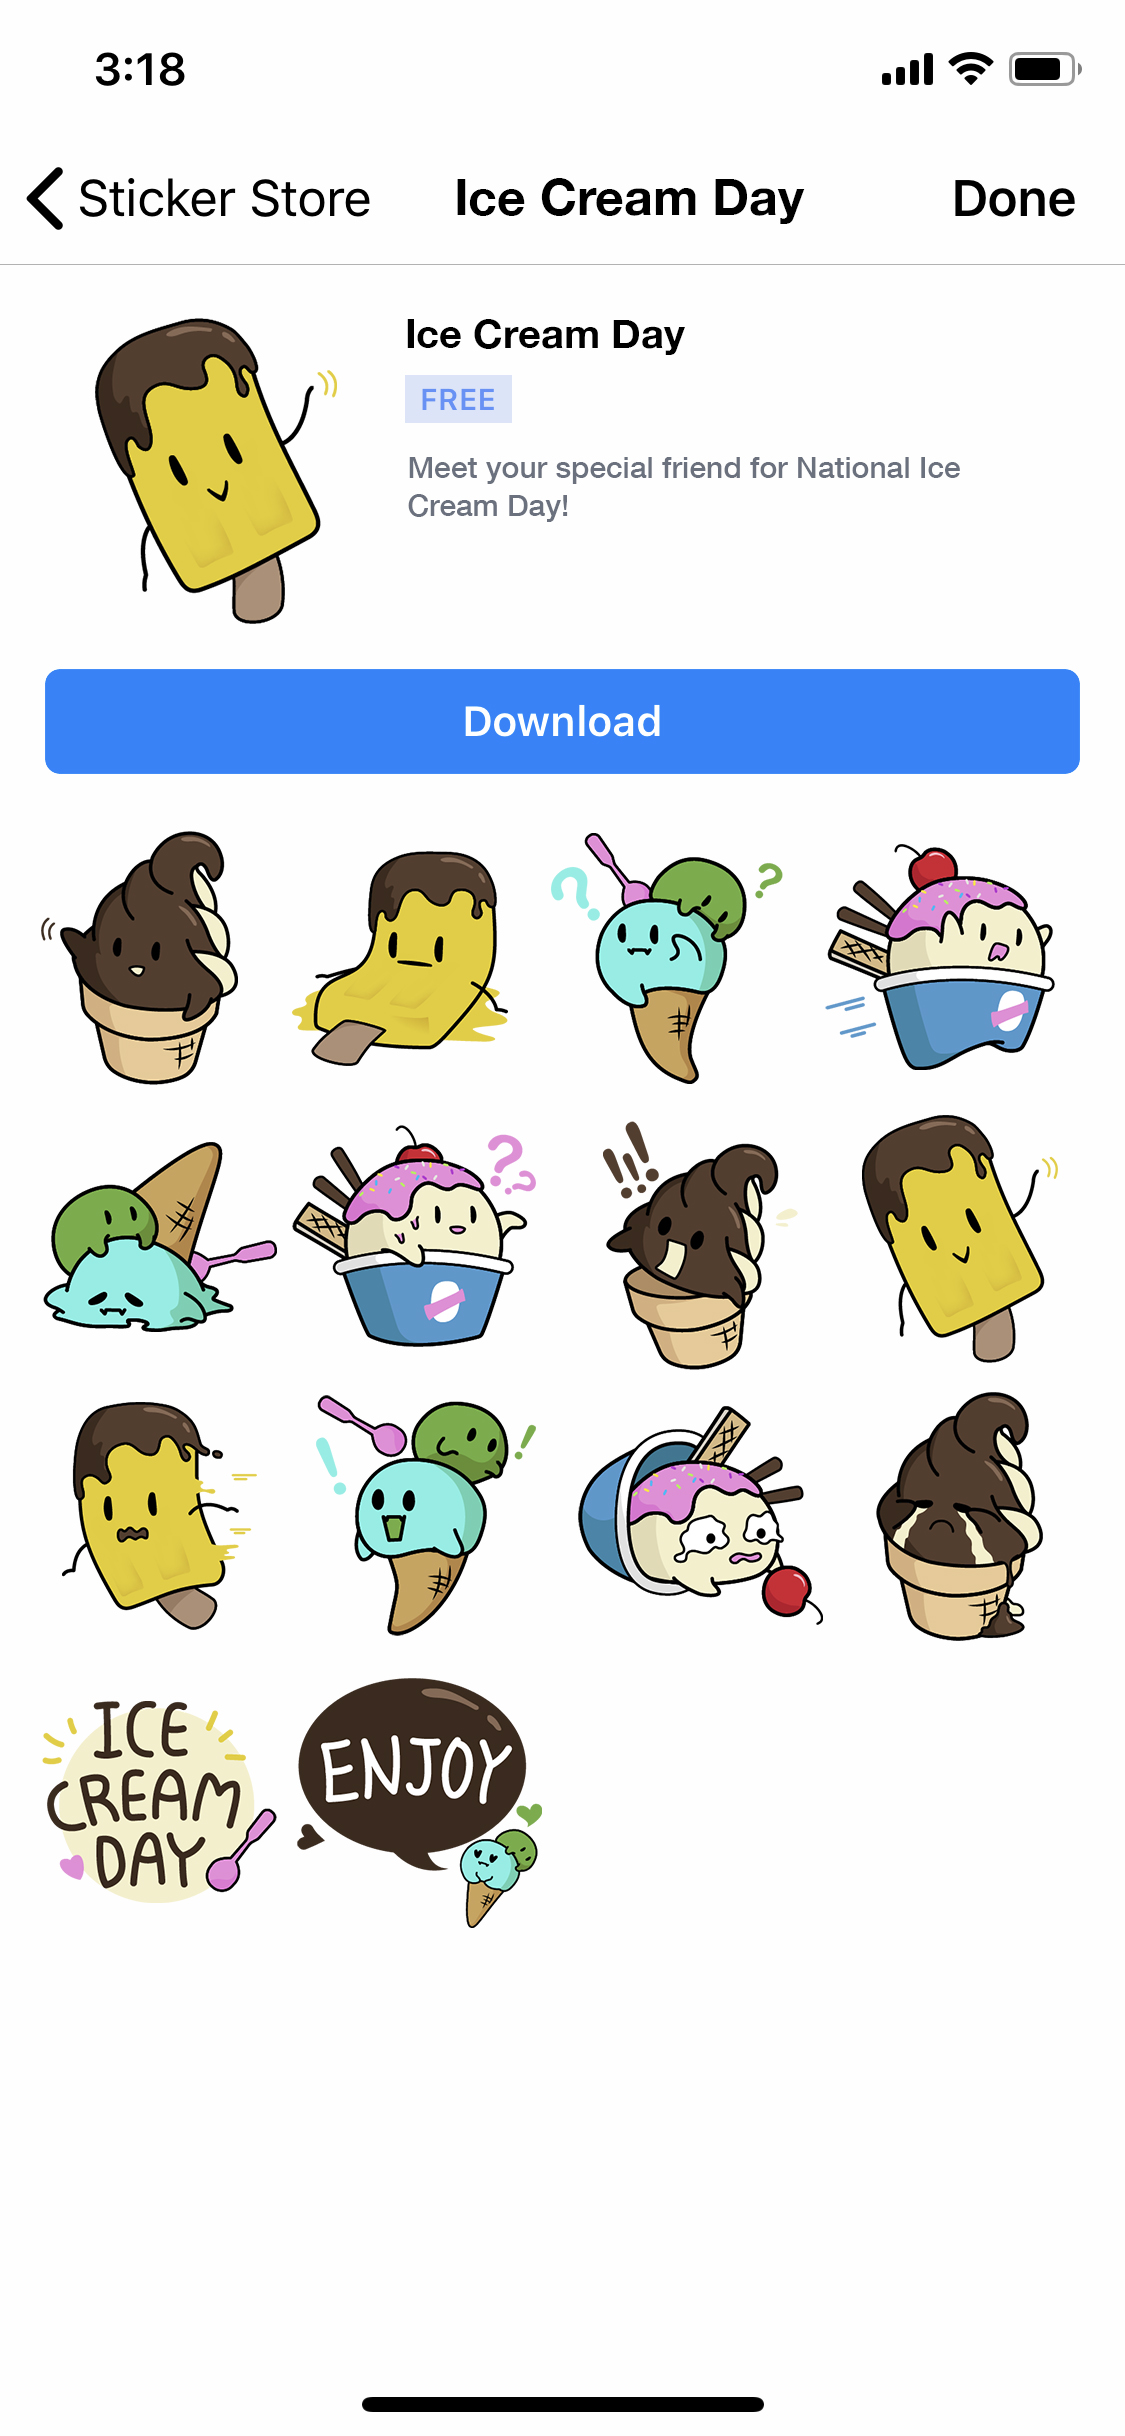 3:18
Sticker Store
Ice Cream Day
Done
Ice Cream Day
FREE
Meet your special friend for National Ice
Cream Day!
Download
? ?
? ?
!!!
! !
ICE
CREAM
DAY
ENJOY